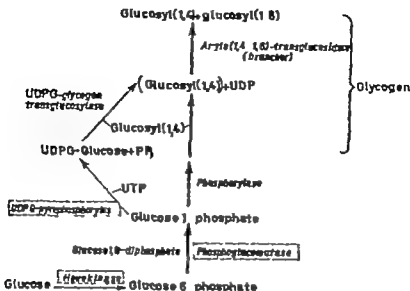 Glucosyl(1,4)+glucosyl(1 6)
Amylo(1,4 1,6)-transglucosidase
(brancher)
UDPG-glycogen
transglucosylase
(Glucosyl(1,4))+UDP
Glycogen
Glucosyl(1,4)
UDPG-Glucose+PPi
Phosphorylase
UTP
UDPG-pyrophosphorylas
Glucose 1 phosphate
Glucose 1,6-diphosphate
Phosphoglucomutase
Glucose
Hexokinase
Glucose 6 phosphate